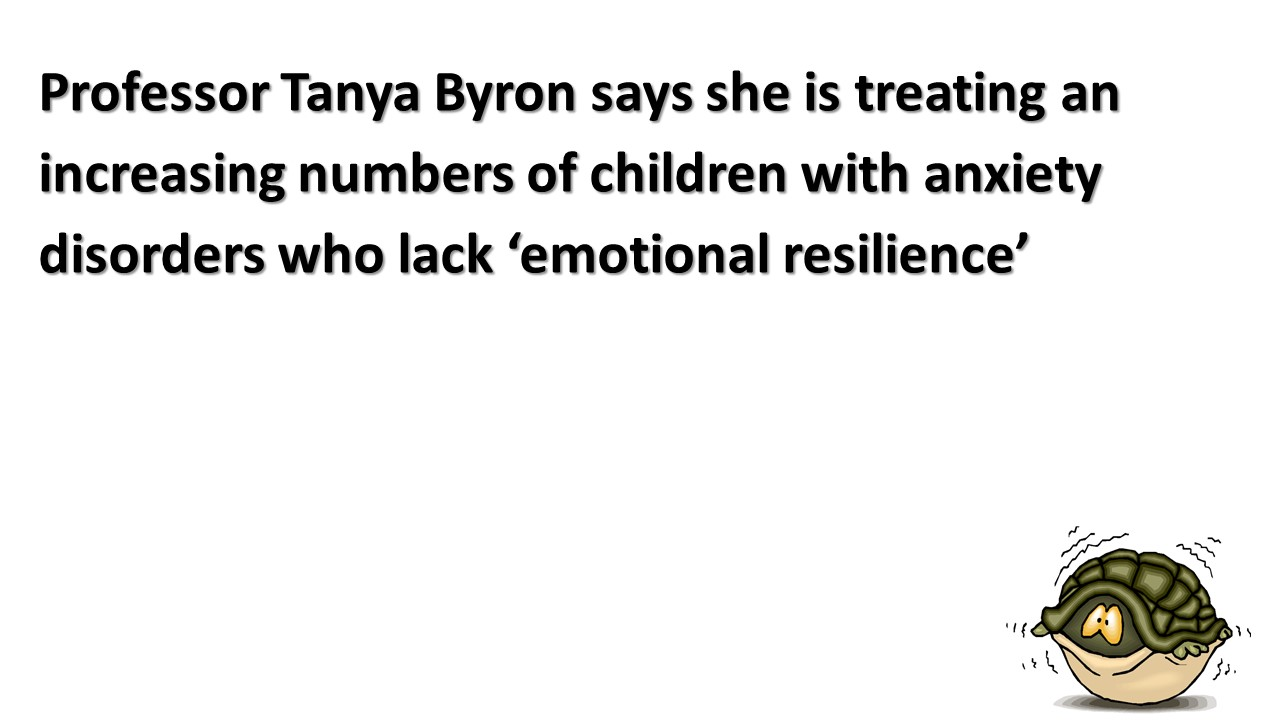 Professor Tanya Byron says she is treating an
increasing numbers of children with anxiety
disorders who lack ‘emotional resilience’